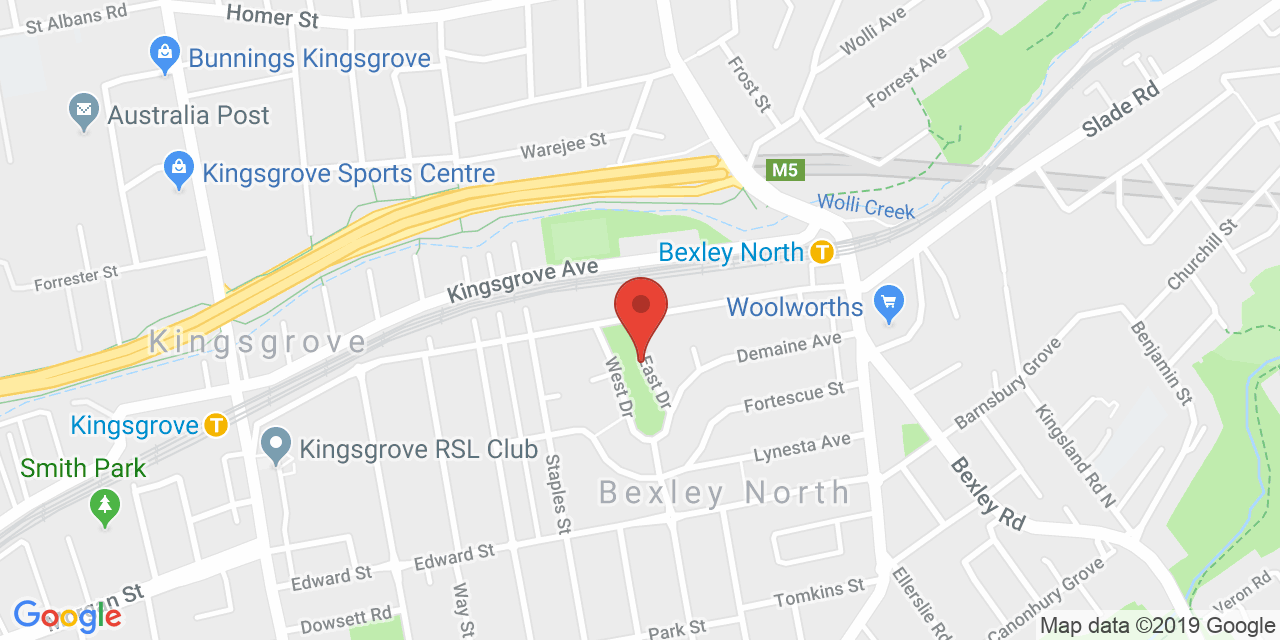 St Albans Rd
Homer St
Bunnings Kingsgrove
Australia Post
Kingsgrove Sports Centre
Warejee St
Frost St
Wolli Ave
Forrest Ave
Slade Rd
M5
Wolli Creek
Forrester St
Kingsgrove Ave
Bexley North
T
Churchill St
Woolworths
Kingsgrove
Demaine Ave
Benjamin St
East Dr
West Dr
Fortescue St
Barnsbury Grove
Kingsland Rd N
Kingsgrove
T
Kingsgrove RSL Club
Lynesta Ave
Smith Park
Staples St
Bexley North
Bexley Rd
Edward St
Edward St
Way St
Dowsett Rd
Tomkins St
Ellerslie Rd
Canonbury Grove
Veron Rd
Park St
Google
Map data ©2019 Google